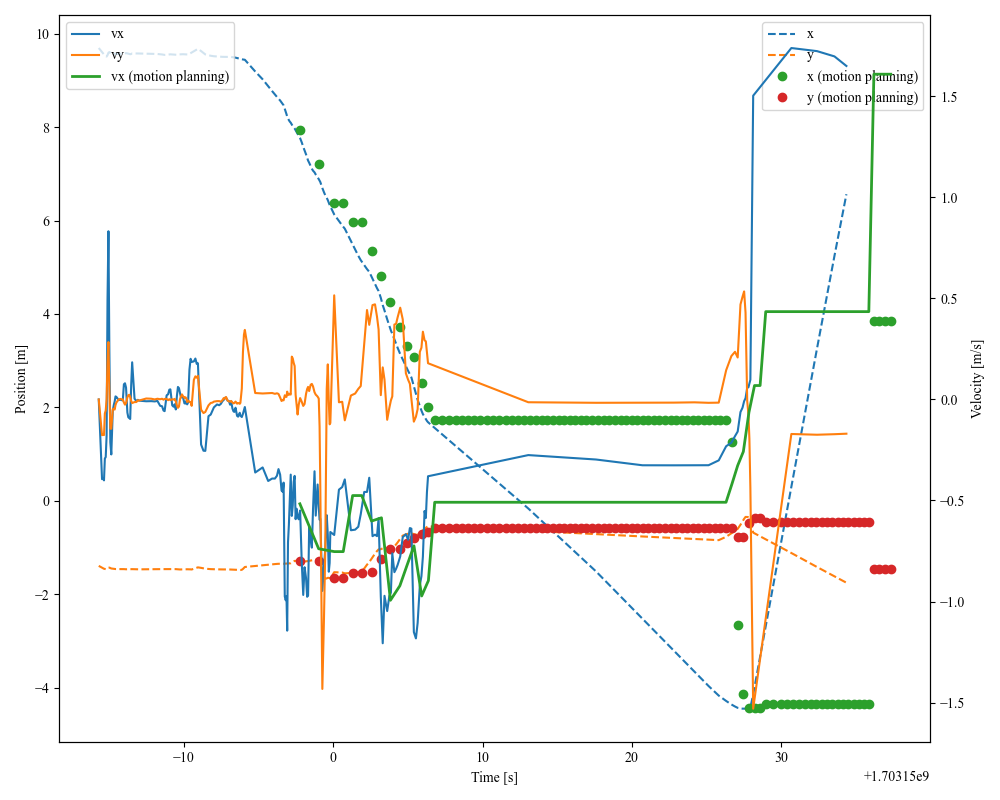 vx
vy
vx (motion planning)
x
y
x (motion planning)
y (motion planning)
10
8
6
4
2
0
−2
−4
Position [m]
1.5
1.0
0.5
0.0
−0.5
−1.0
−1.5
Velocity [m/s]
−10
0
10
20
30
Time [s]
+1.70315e9